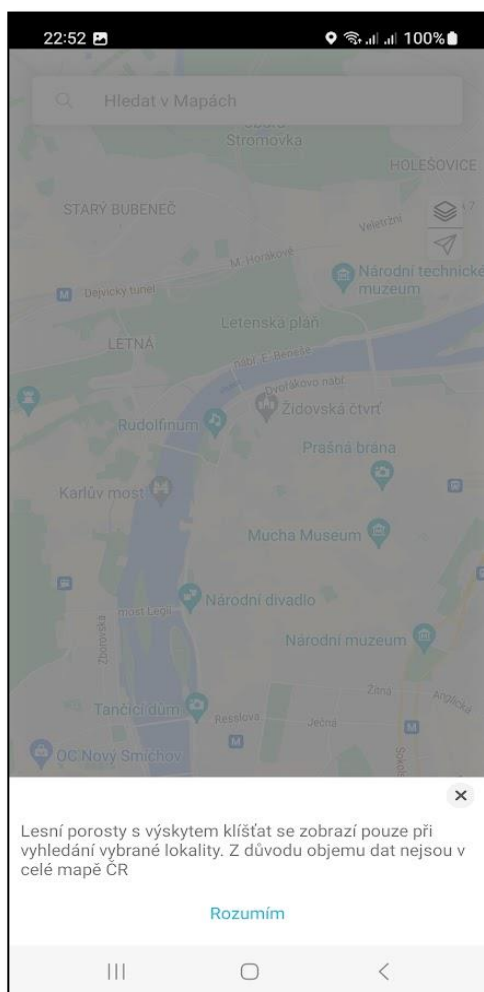 22:52
100%
Hledat v Mapách
Stromovka
HOLEŠOVICE
STARÝ BUBENEČ
Veletržní
7
M. Horákové
Národní technické
muzeum
M
Dejvický tunel
Letenská pláň
LETNÁ
nábř. E. Beneše
Dvořákovo nábř.
Židovská čtvrť
Rudolfinum
Prašná brána
Karlův most
Mucha Museum
Národní divadlo
most Legií
Zborovská
Národní muzeum
Žitná
Anglická
Tančící dům
Resslova
Ječná
M
M
OC Nový Smíchov
Lesní porosty s výskytem klíšťat se zobrazí pouze při
vyhledání vybrané lokality. Z důvodu objemu dat nejsou v
celé mapě ČR
Rozumím